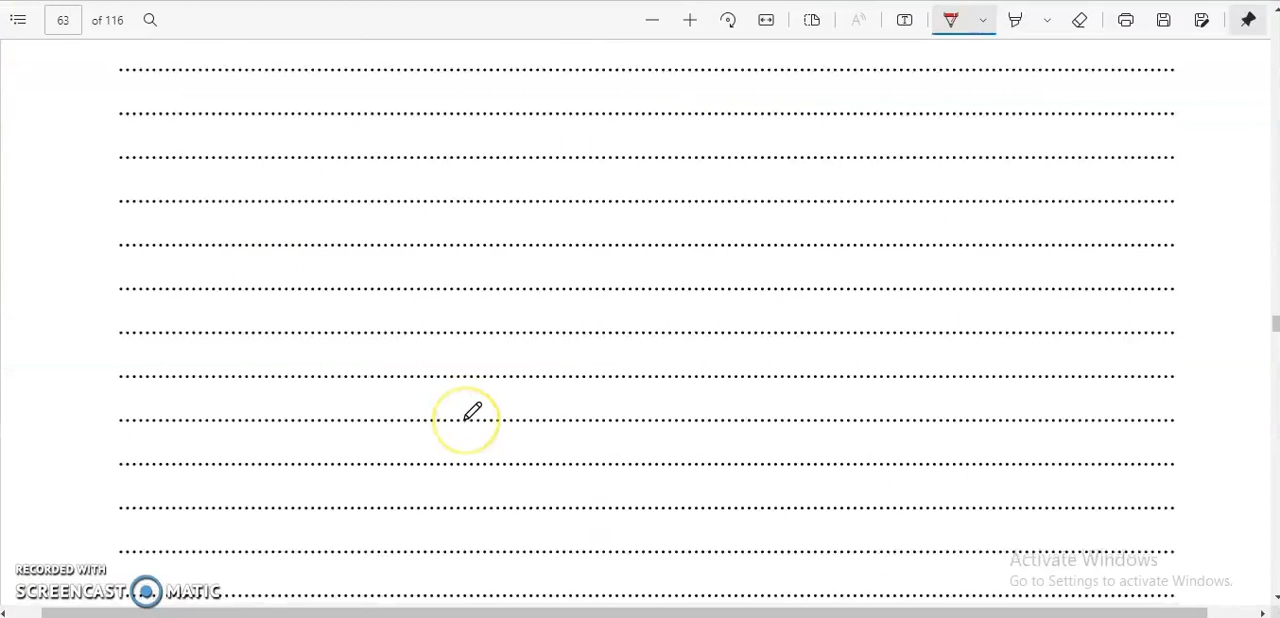 63 of 116
Activate Windows
Go to Settings to activate Windows.
RECORDED WITH
SCREENCAST MATIC